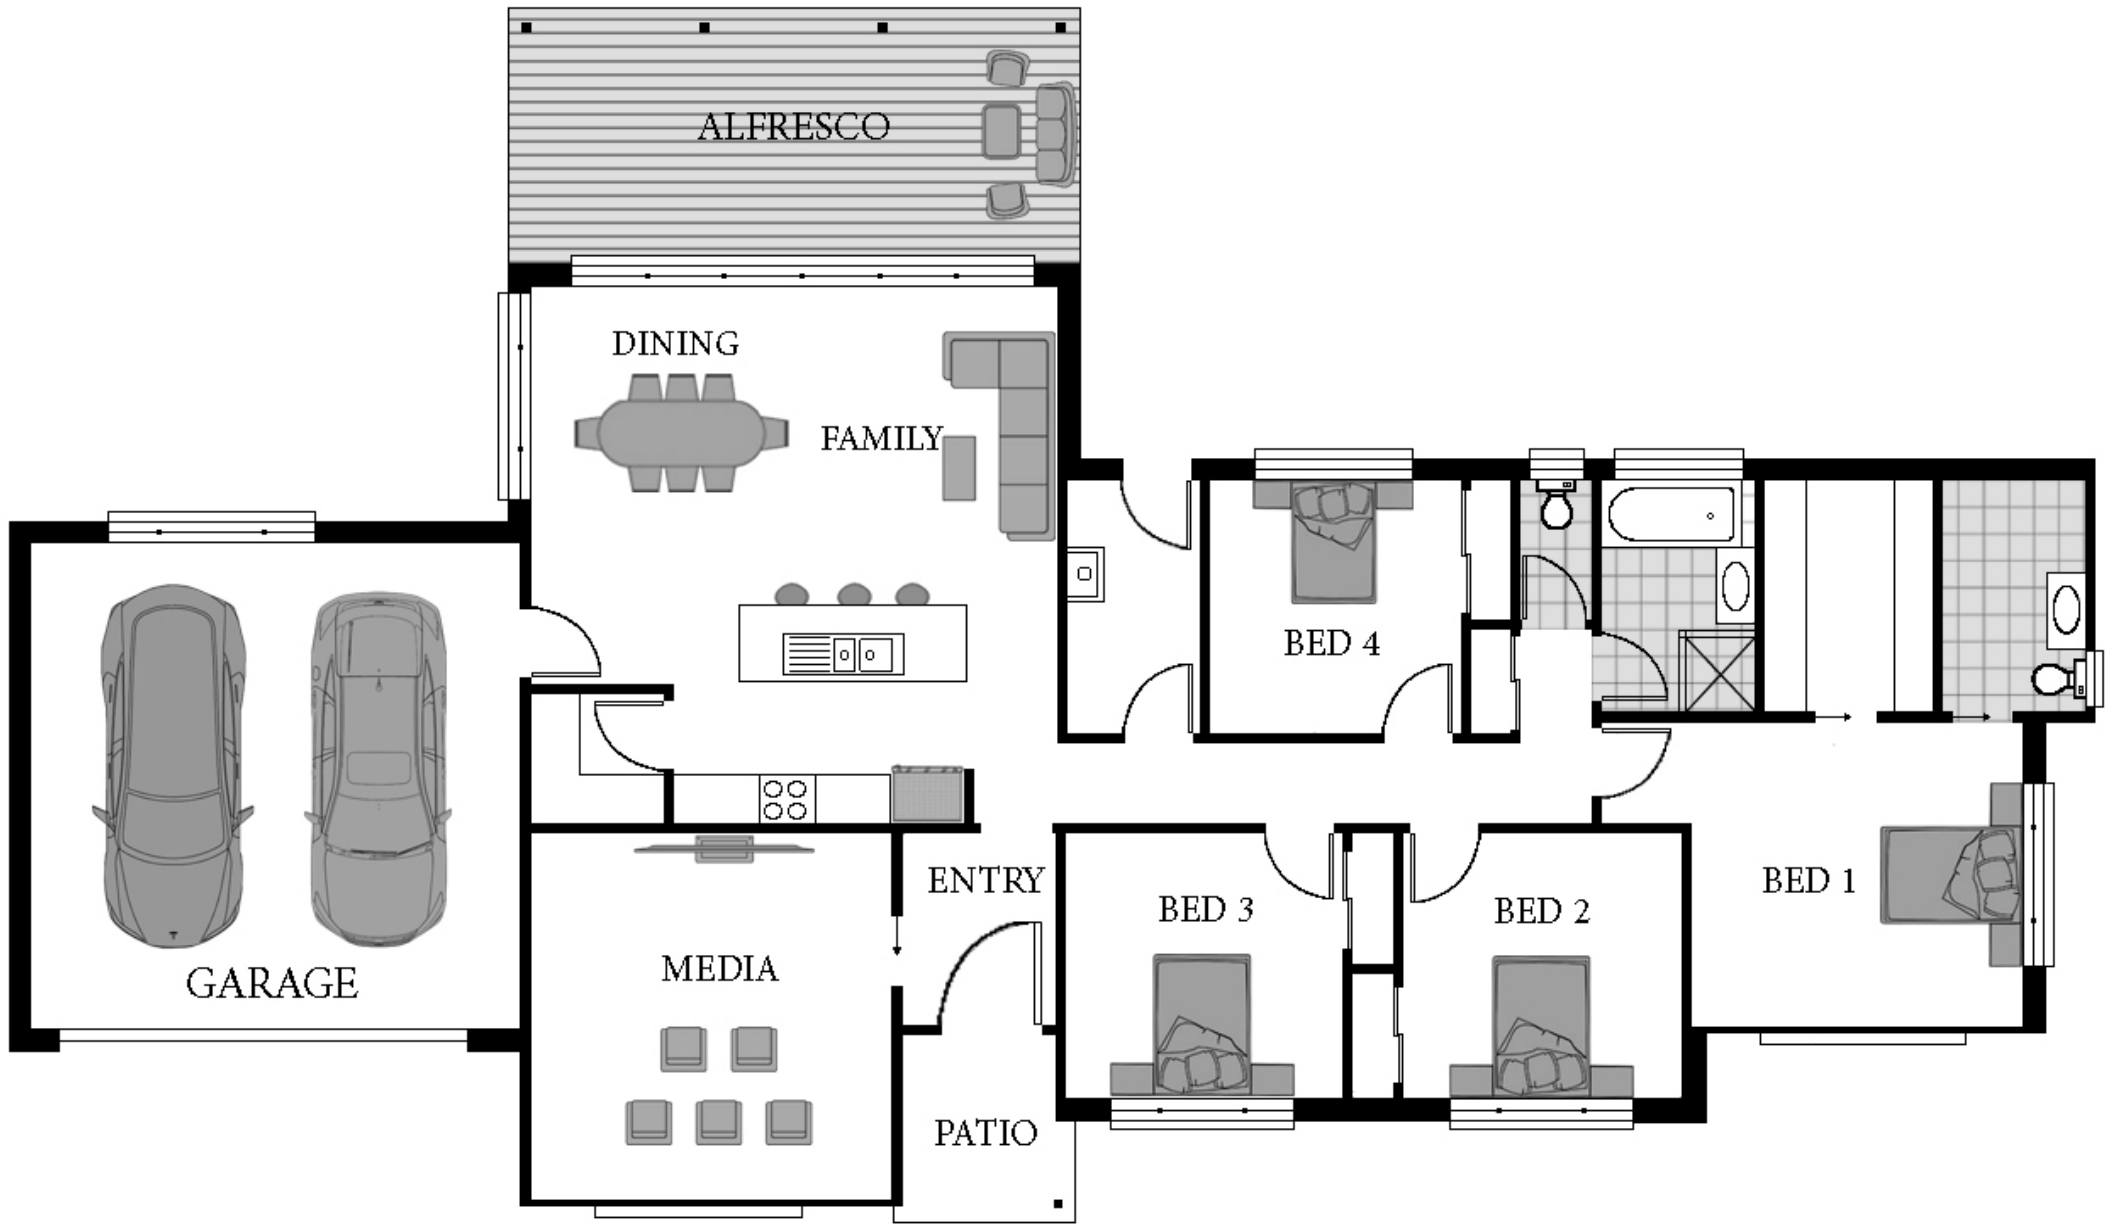 ALFRESCO
DINING
FAMILY
BED 4
ENTRY
BED 3
BED 2
BED 1
MEDIA
GARAGE
PATIO